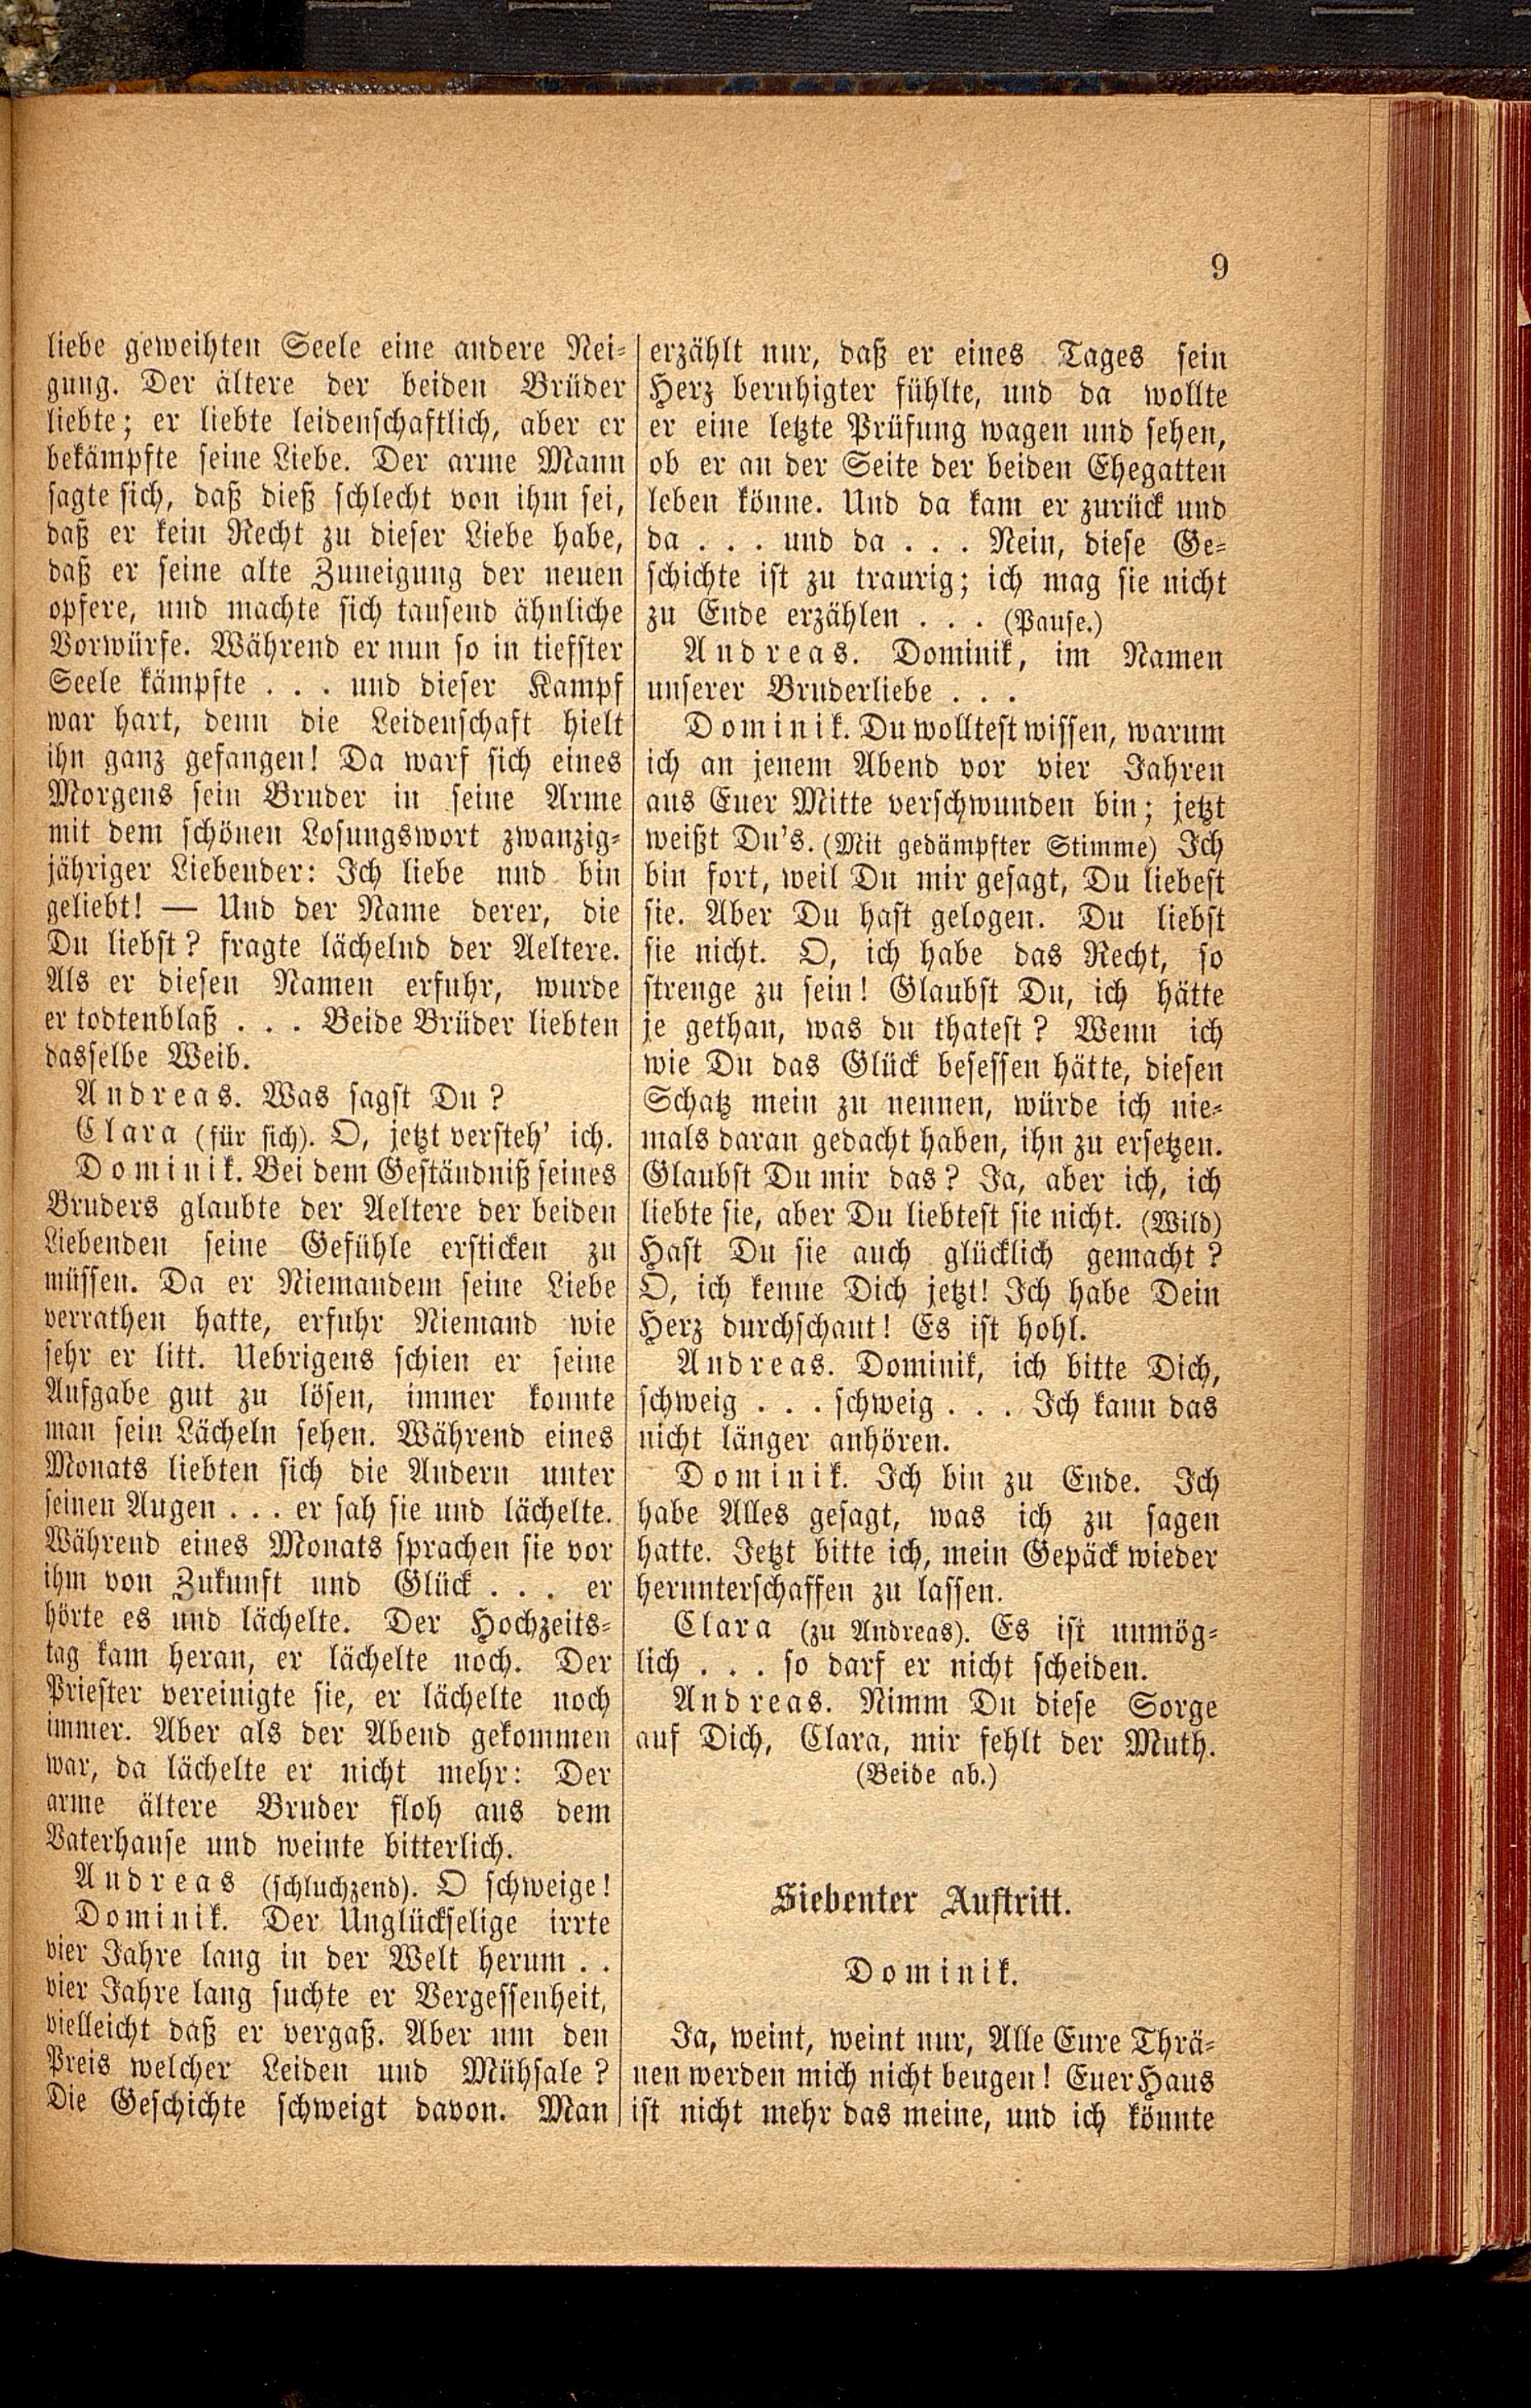 9
liebe geweihten Seele eine andere Nei-
gung. Der ältere der beiden Brüder
liebte; er liebte leidenschaftlich, aber er
bekämpfte seine Liebe. Der arme Mann
sagte sich, daß dieß schlecht von ihm sei,
daß er kein Recht zu dieser Liebe habe,
daß er seine alte Zuneigung der neuen
opfere, und machte sich tausend ähnliche
Vorwürfe. Während er nun so in tiefster
Seele kämpfte . . . und dieser Kampf
war hart, denn die Leidenschaft hielt
ihn ganz gefangen! Da warf sich eines
Morgens sein Bruder in seine Arme
mit dem schönen Losungswort zwanzig-
jähriger Liebender: Ich liebe und bin
geliebt! — Und der Name derer, die
Du liebst? fragte lächelnd der Aeltere.
Als er diesen Namen erfuhr, wurde
er todtenblaß . . . Beide Brüder liebten
dasselbe Weib.
Andreas. Was sagst Du?
Clara (für sich). O, jetzt versteh' ich.
Dominik. Bei dem Geständniß seines
Bruders glaubte der Aeltere der beiden
Liebenden seine Gefühle ersticken zu
müssen. Da er Niemandem seine Liebe
verrathen hatte, erfuhr Niemand wie
sehr er litt. Uebrigens schien er seine
Aufgabe gut zu lösen, immer konnte
man sein Lächeln sehen. Während eines
Monats liebten sich die Andern unter
seinen Augen . . . er sah sie und lächelte.
Während eines Monats sprachen sie vor
ihm von Zukunft und Glück . . . er
hörte es und lächelte. Der Hochzeits-
tag kam heran, er lächelte noch. Der
Priester vereinigte sie, er lächelte noch
immer. Aber als der Abend gekommen
war, da lächelte er nicht mehr: Der
arme ältere Bruder floh aus dem
Vaterhause und weinte bitterlich.
Andreas (schluchzend). O schweige!
Dominik. Der Unglückselige irrte
vier Jahre lang in der Welt herum . .
vier Jahre lang suchte er Vergessenheit,
vielleicht daß er vergaß. Aber um den
Preis welcher Leiden und Mühsale?
Die Geschichte schweigt davon. Man
erzählt nur, daß er eines Tages sein
Herz beruhigter fühlte, und da wollte
er eine letzte Prüfung wagen und sehen,
ob er an der Seite der beiden Ehegatten
leben könne. Und da kam er zurück und
da . . . und da . . . Nein, diese Ge-
schichte ist zu traurig; ich mag sie nicht
zu Ende erzählen . . . (Pause.)
Andreas. Dominik, im Namen
unserer Bruderliebe . . .
Dominik. Du wolltest wissen, warum
ich an jenem Abend vor vier Jahren
aus Euer Mitte verschwunden bin; jetzt
weißt Du's. (Mit gedämpfter Stimme) Ich
bin fort, weil Du mir gesagt, Du liebest
sie. Aber Du hast gelogen. Du liebst
sie nicht. O, ich habe das Recht, so
strenge zu sein! Glaubst Du, ich hätte
je gethan, was du thatest? Wenn ich
wie Du das Glück besessen hätte, diesen
Schatz mein zu nennen, würde ich nie-
mals daran gedacht haben, ihn zu ersetzen.
Glaubst Du mir das? Ja, aber ich, ich
liebte sie, aber Du liebtest sie nicht. (Wild)
Hast Du sie auch glücklich gemacht?
O, ich kenne Dich jetzt! Ich habe Dein
Herz durchschaut! Es ist hohl.
Andreas. Dominik, ich bitte Dich,
schweig . . . schweig . . . Ich kann das
nicht länger anhören.
Dominik. Ich bin zu Ende. Ich
habe Alles gesagt, was ich zu sagen
hatte. Jetzt bitte ich, mein Gepäck wieder
herunterschaffen zu lassen.
Clara (zu Andreas). Es ist unmög-
lich . . . so darf er nicht scheiden.
Andreas. Nimm Du diese Sorge
auf Dich, Clara, mir fehlt der Muth.
(Beide ab.)
Siebenter Auftritt.
Dominik.
Ja, weint, weint nur, Alle Eure Thrä-
nen werden mich nicht beugen! Euer Haus
ist nicht mehr das meine, und ich könnte